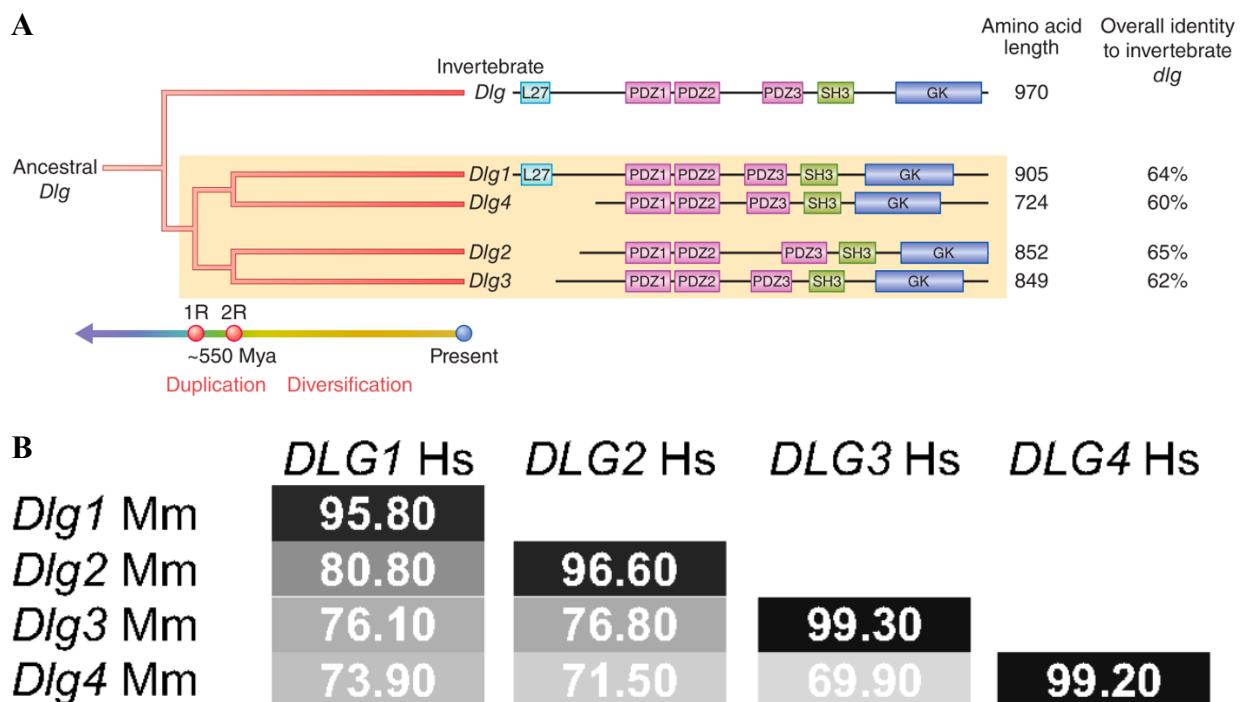 A
Amino acid length
Overall identity to invertebrate dlg
Invertebrate
Dlg L27 PDZ1 PDZ2 PDZ3 SH3 GK 970
Ancestral Dlg
Dlg1 L27 PDZ1 PDZ2 PDZ3 SH3 GK 905 64%
Dlg4 PDZ1 PDZ2 PDZ3 SH3 GK 724 60%
Dlg2 PDZ1 PDZ2 PDZ3 SH3 GK 852 65%
Dlg3 PDZ1 PDZ2 PDZ3 SH3 GK 849 62%
1R 2R
~550 Mya Present
Duplication Diversification
B
DLG1 Hs DLG2 Hs DLG3 Hs DLG4 Hs
Dlg1 Mm 95.80
Dlg2 Mm 80.80 96.60
Dlg3 Mm 76.10 76.80 99.30
Dlg4 Mm 73.90 71.50 69.90 99.20